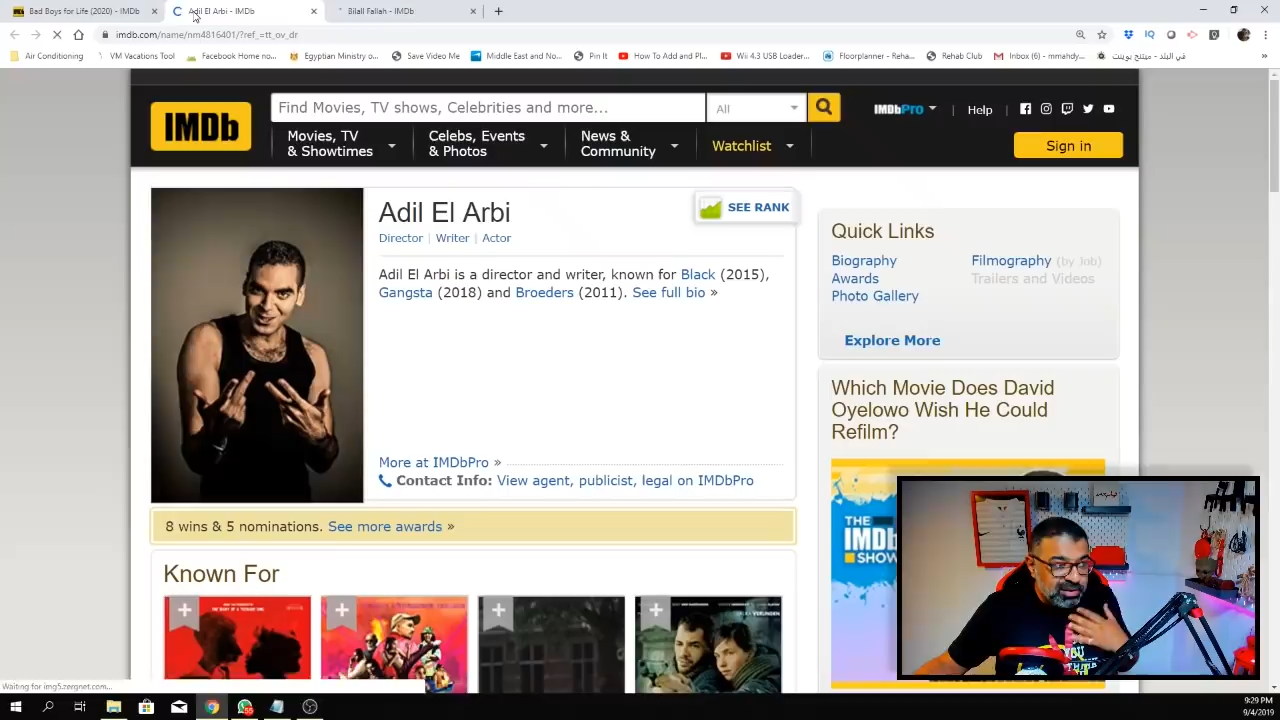 Bad Boys for Life (2020) - IMDb
Adil El Arbi - IMDb
Bilall Fallah - IMDb
imdb.com/name/nm4816401/?ref_=tt_ov_dr
Air Conditioning
VM Vacations Tool
Facebook Home no...
Egyptian Ministry o...
Save Video Me
Middle East and No...
Pin It
How To Add and Pl...
Wii 4.3 USB Loader...
Floorplanner - Reha...
Rehab Club
Inbox (6) - mmahdy...
في البلد - ميتنج بوينت
IMDb
Find Movies, TV shows, Celebrities and more...
All
IMDbPro
Help
Movies, TV
& Showtimes
Celebs, Events
& Photos
News &
Community
Watchlist
Sign in
Adil El Arbi
SEE RANK
Director | Writer | Actor
Adil El Arbi is a director and writer, known for Black (2015),
Gangsta (2018) and Broeders (2011). See full bio »
More at IMDbPro »
Contact Info: View agent, publicist, legal on IMDbPro
8 wins & 5 nominations. See more awards »
Known For
Quick Links
Biography
Filmography (by Job)
Awards
Trailers and Videos
Photo Gallery
Explore More
Which Movie Does David
Oyelowo Wish He Could
Refilm?
THE
IMDb
SHOW
Waiting for img5.zergnet.com...
55
9:29 PM
9/4/2019